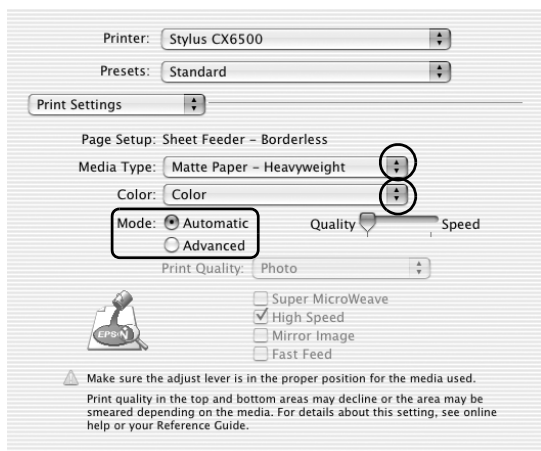 Printer: Stylus CX6500
Presets: Standard
Print Settings
Page Setup: Sheet Feeder – Borderless
Media Type: Matte Paper – Heavyweight
Color: Color
Mode: Automatic Quality Speed
Advanced
Print Quality: Photo
Super MicroWeave
High Speed
Mirror Image
Fast Feed
EPSON
Make sure the adjust lever is in the proper position for the media used.
Print quality in the top and bottom areas may decline or the area may be
smeared depending on the media. For details about this setting, see online
help or your Reference Guide.